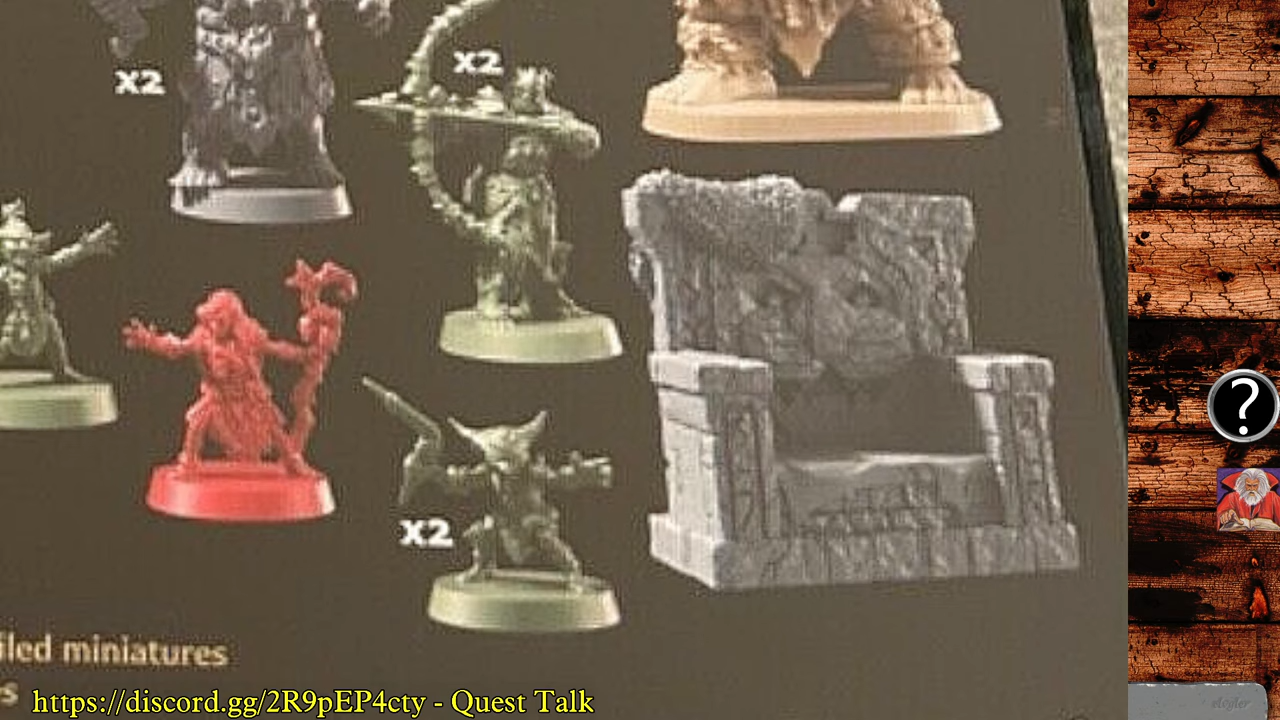 x2
x2
x2
iled miniatures
s
https://discord.gg/2R9pEP4cty - Quest Talk
?